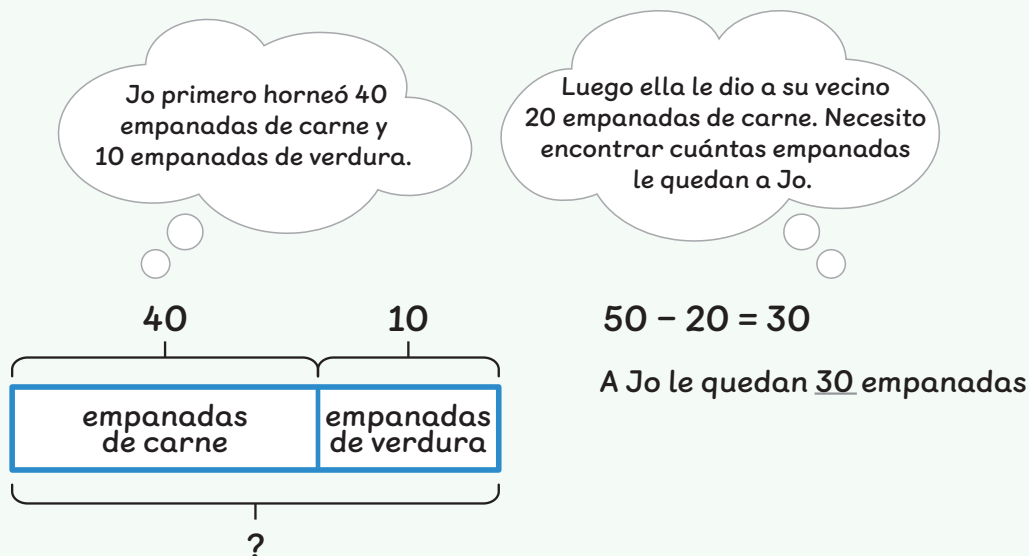 Jo primero horneó 40
empanadas de carne y
10 empanadas de verdura.
Luego ella le dio a su vecino
20 empanadas de carne. Necesito
encontrar cuántas empanadas
le quedan a Jo.
40
10
empanadas
de carne
empanadas
de verdura
?
50 − 20 = 30
A Jo le quedan 30 empanadas